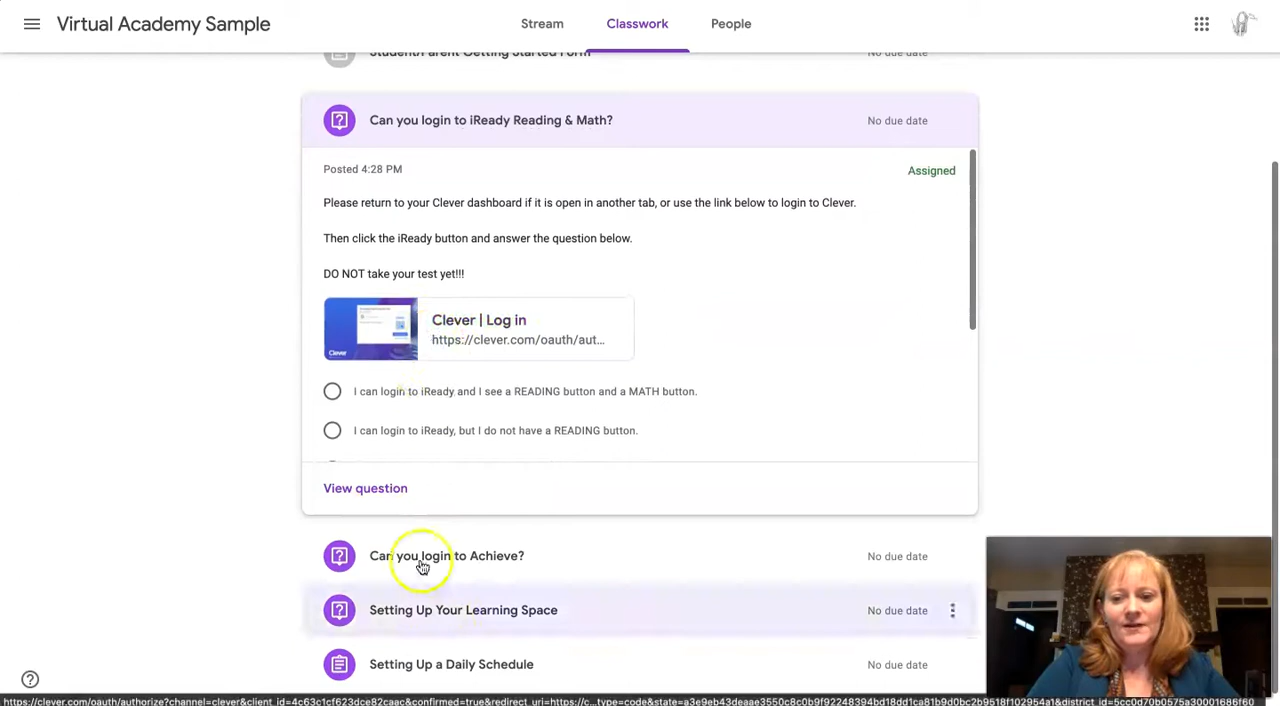 Virtual Academy Sample
Stream
Classwork
People
Student/Parent Getting Started Form
No due date
Can you login to iReady Reading & Math?
No due date
Posted 4:28 PM
Assigned
Please return to your Clever dashboard if it is open in another tab, or use the link below to login to Clever.
Then click the iReady button and answer the question below.
DO NOT take your test yet!!!
Clever
Clever | Log in
https://clever.com/oauth/aut...
I can login to iReady and I see a READING button and a MATH button.
I can login to iReady, but I do not have a READING button.
View question
Can you login to Achieve?
No due date
Setting Up Your Learning Space
No due date
Setting Up a Daily Schedule
No due date